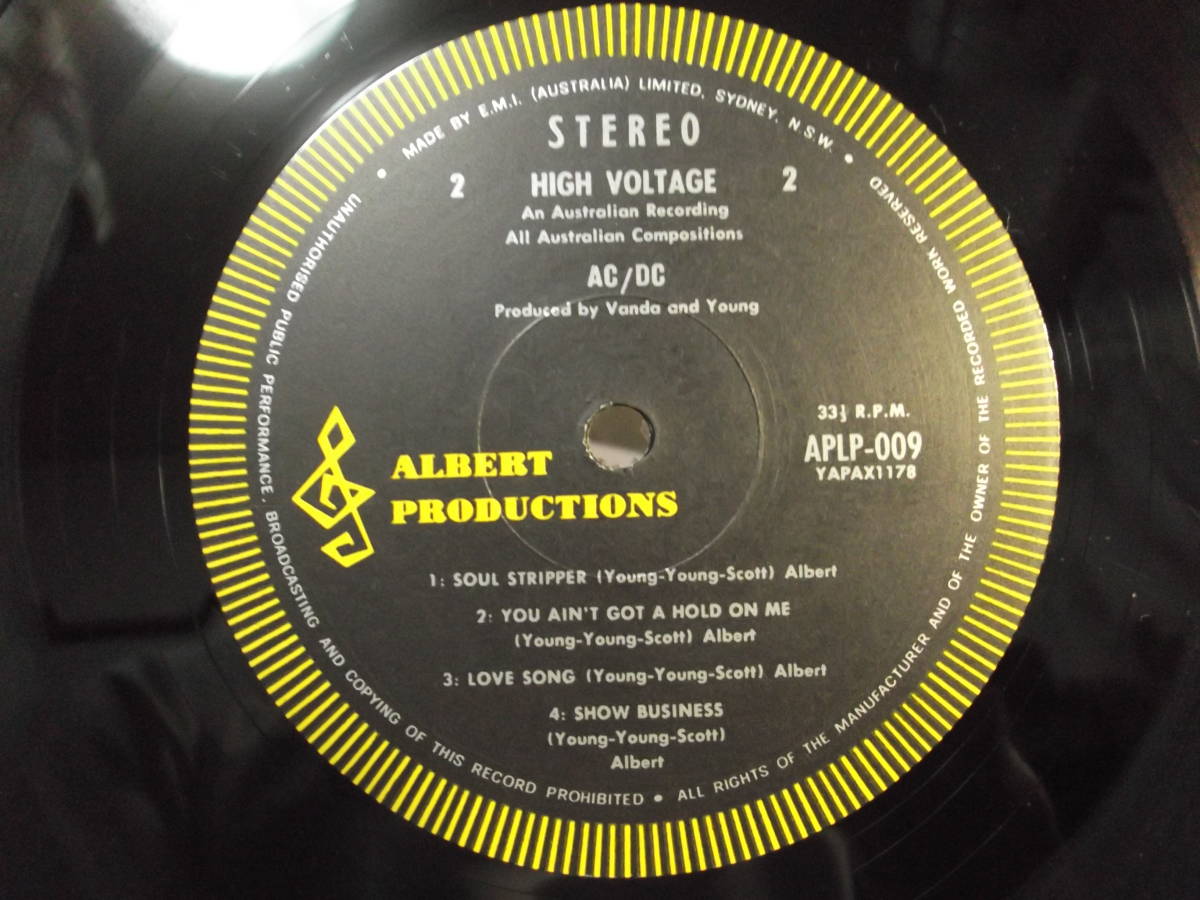 MADE BY E.M.I. (AUSTRALIA) LIMITED, SYDNEY, N.S.W. •
STEREO
2 HIGH VOLTAGE 2
An Australian Recording
All Australian Compositions
AC/DC
Produced by Vanda and Young
33⅓ R.P.M.
APLP-009
YAPAX1178
ALBERT
PRODUCTIONS
1: SOUL STRIPPER (Young-Young-Scott) Albert
2: YOU AIN'T GOT A HOLD ON ME
(Young-Young-Scott) Albert
3: LOVE SONG (Young-Young-Scott) Albert
4: SHOW BUSINESS
(Young-Young-Scott)
Albert
• UNAUTHORISED PUBLIC PERFORMANCE, BROADCASTING AND COPYING OF THIS RECORD PROHIBITED • ALL RIGHTS OF THE MANUFACTURER AND OF THE OWNER OF THE RECORDED WORK RESERVED